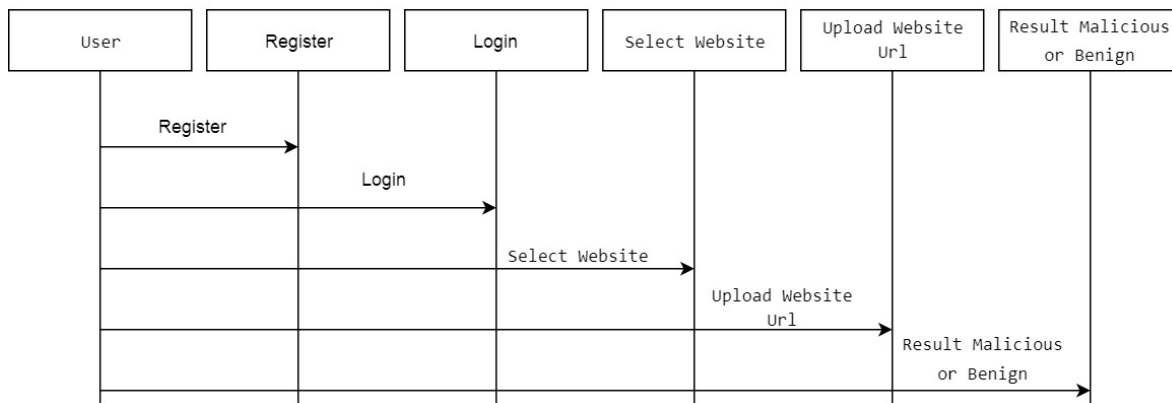 User
Register
Login
Select Website
Upload Website
Url
Result Malicious
or Benign
Register
Login
Select Website
Upload Website
Url
Result Malicious
or Benign